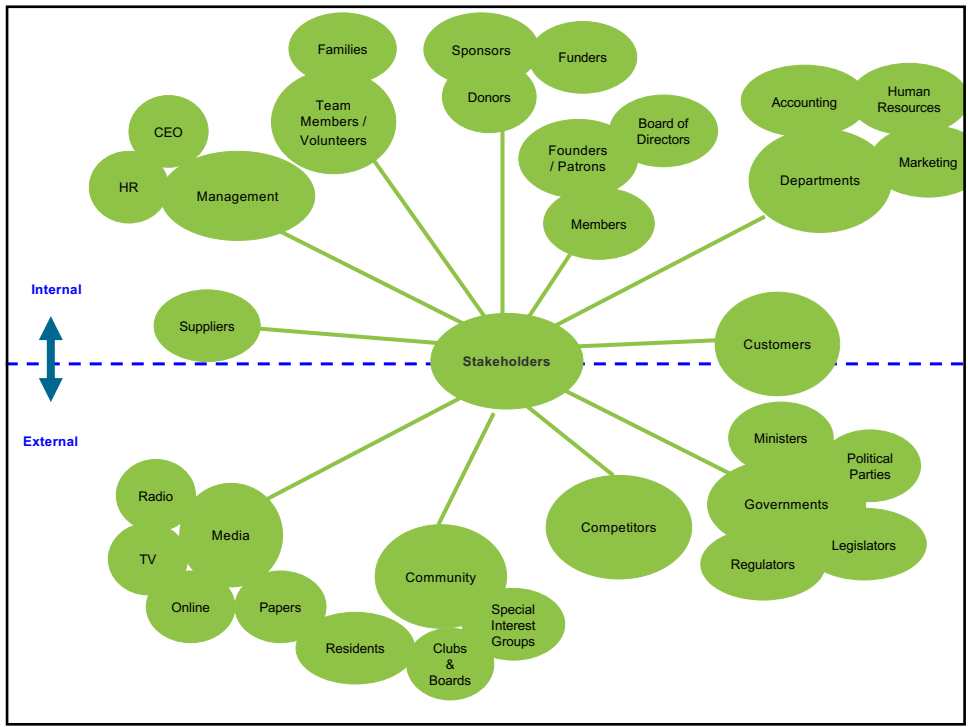 Families
Sponsors
Funders
Donors
Team
Members /
Volunteers
CEO
HR
Management
Founders
/ Patrons
Board of
Directors
Members
Accounting
Human
Resources
Marketing
Departments
Internal
Suppliers
Stakeholders
Customers
External
Ministers
Political
Parties
Governments
Legislators
Regulators
Competitors
Radio
Media
TV
Online
Papers
Community
Special
Interest
Groups
Residents
Clubs
&
Boards